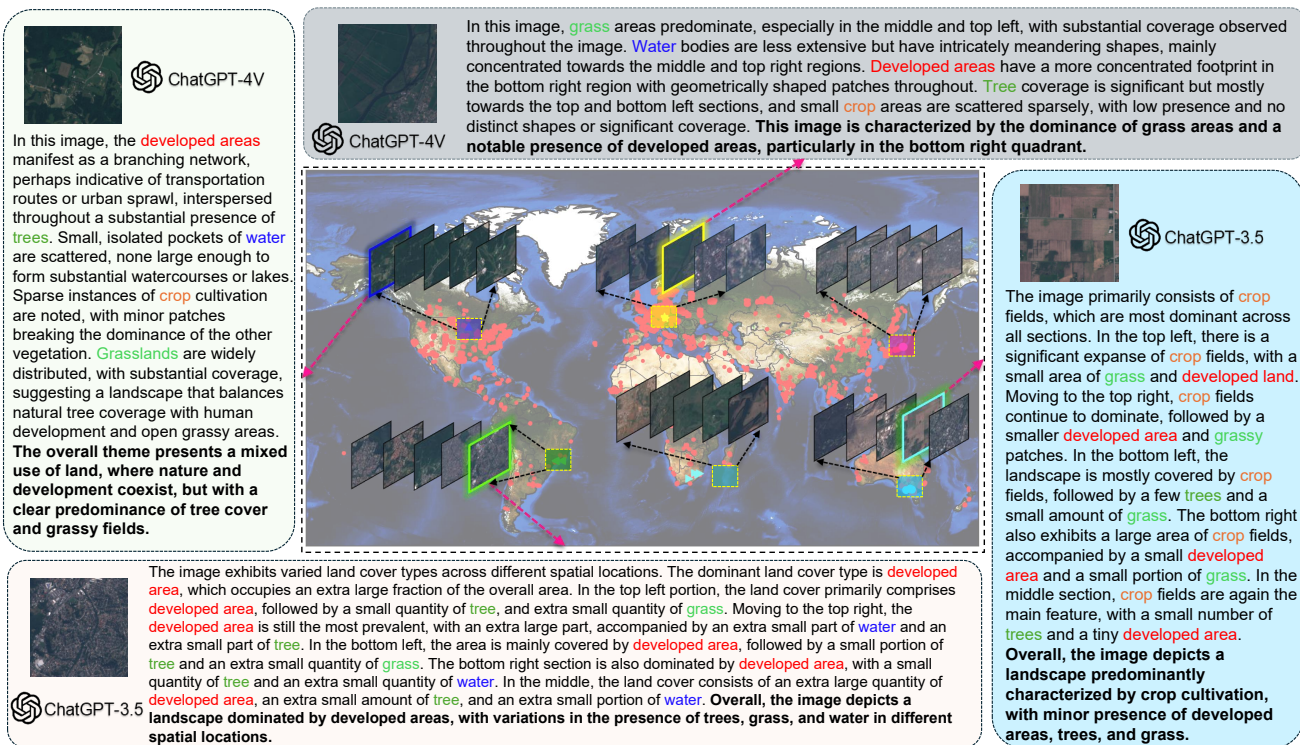 ChatGPT-4V
In this image, the developed areas
manifest as a branching network,
perhaps indicative of transportation
routes or urban sprawl, interspersed
throughout a substantial presence of
trees. Small, isolated pockets of water
are scattered, none large enough to
form substantial watercourses or lakes.
Sparse instances of crop cultivation
are noted, with minor patches
breaking the dominance of the other
vegetation. Grasslands are widely
distributed, with substantial coverage,
suggesting a landscape that balances
natural tree coverage with human
development and open grassy areas.
The overall theme presents a mixed
use of land, where nature and
development coexist, but with a
clear predominance of tree cover
and grassy fields.
ChatGPT-4V
In this image, grass areas predominate, especially in the middle and top left, with substantial coverage observed
throughout the image. Water bodies are less extensive but have intricately meandering shapes, mainly
concentrated towards the middle and top right regions. Developed areas have a more concentrated footprint in
the bottom right region with geometrically shaped patches throughout. Tree coverage is significant but mostly
towards the top and bottom left sections, and small crop areas are scattered sparsely, with low presence and no
distinct shapes or significant coverage. This image is characterized by the dominance of grass areas and a
notable presence of developed areas, particularly in the bottom right quadrant.
ChatGPT-3.5
The image primarily consists of crop
fields, which are most dominant across
all sections. In the top left, there is a
significant expanse of crop fields, with a
small area of grass and developed land.
Moving to the top right, crop fields
continue to dominate, followed by a
smaller developed area and grassy
patches. In the bottom left, the
landscape is mostly covered by crop
fields, followed by a few trees and a
small amount of grass. The bottom right
also exhibits a large area of crop fields,
accompanied by a small developed
area and a small portion of grass. In the
middle section, crop fields are again the
main feature, with a small number of
trees and a tiny developed area.
Overall, the image depicts a
landscape predominantly
characterized by crop cultivation,
with minor presence of developed
areas, trees, and grass.
ChatGPT-3.5
The image exhibits varied land cover types across different spatial locations. The dominant land cover type is developed
area, which occupies an extra large fraction of the overall area. In the top left portion, the land cover primarily comprises
developed area, followed by a small quantity of tree, and extra small quantity of grass. Moving to the top right, the
developed area is still the most prevalent, with an extra large part, accompanied by an extra small part of water and an
extra small part of tree. In the bottom left, the area is mainly covered by developed area, followed by a small portion of
tree and an extra small quantity of grass. The bottom right section is also dominated by developed area, with a small
quantity of tree and an extra small quantity of water. In the middle, the land cover consists of an extra large quantity of
developed area, an extra small amount of tree, and an extra small portion of water. Overall, the image depicts a
landscape dominated by developed areas, with variations in the presence of trees, grass, and water in different
spatial locations.